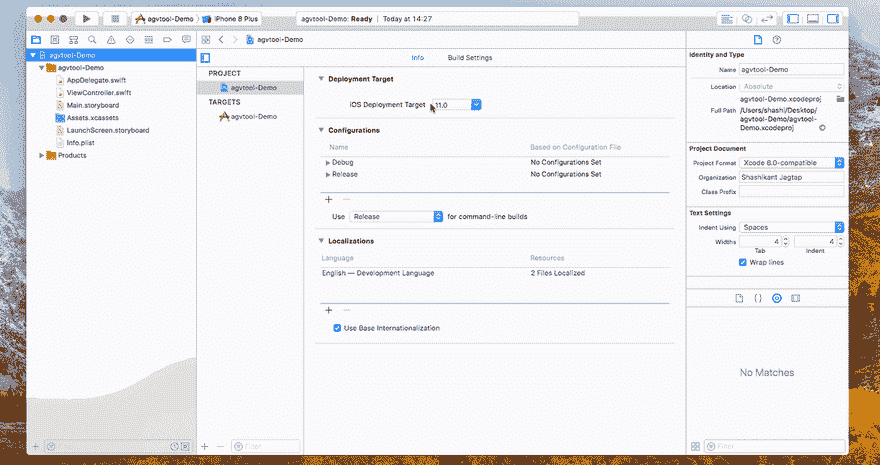 agvtool-Demo
iPhone 8 Plus
agvtool-Demo: Ready | Today at 14:27
agvtool-Demo
agvtool-Demo
agvtool-Demo
AppDelegate.swift
ViewController.swift
Main.storyboard
Assets.xcassets
LaunchScreen.storyboard
Info.plist
Products
Info
Build Settings
PROJECT
agvtool-Demo
TARGETS
agvtool-Demo
Deployment Target
iOS Deployment Target
11.0
Configurations
Name
Based on Configuration File
Debug
No Configurations Set
Release
No Configurations Set
Use
Release
for command-line builds
Localizations
Language
Resources
English — Development Language
2 Files Localized
Use Base Internationalization
Filter
Identity and Type
Name
agvtool-Demo
Location
Absolute
agvtool-Demo.xcodeproj
Full Path
/Users/shashi/Desktop/
agvtool-Demo/agvtool-
Demo.xcodeproj
Project Document
Project Format
Xcode 8.0-compatible
Organization
Shashikant Jagtap
Class Prefix
Text Settings
Indent Using
Spaces
Widths
4
4
Tab
Indent
Wrap lines
No Matches
Filter